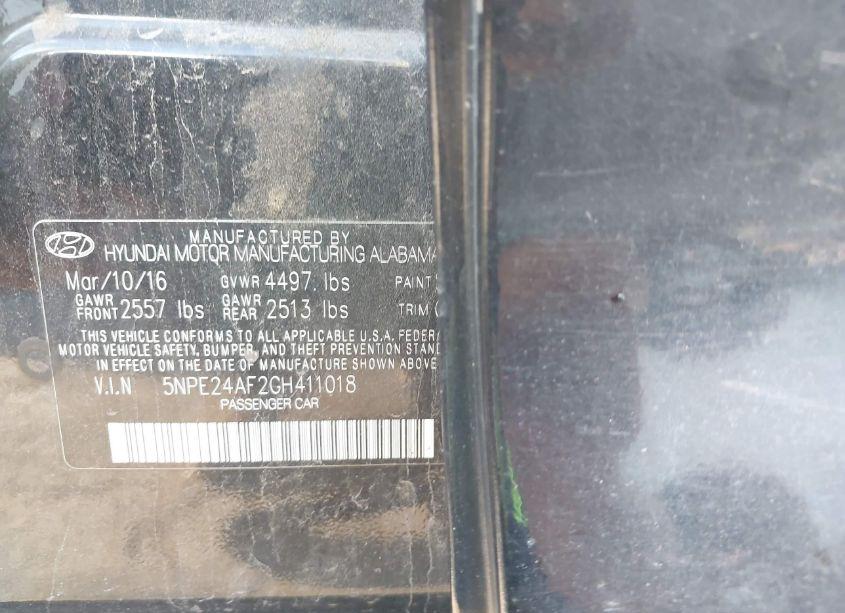 MANUFACTURED BY
HYUNDAI MOTOR MANUFACTURING ALABAMA
Mar/10/16 GVWR 4497. lbs PAINT
GAWR FRONT 2557 lbs GAWR REAR 2513 lbs TRIM
THIS VEHICLE CONFORMS TO ALL APPLICABLE U.S.A. FEDER
MOTOR VEHICLE SAFETY, BUMPER, AND THEFT PREVENTION STAND
IN EFFECT ON THE DATE OF MANUFACTURE SHOWN ABOVE
V.I.N 5NPE24AF2GH411018
PASSENGER CAR